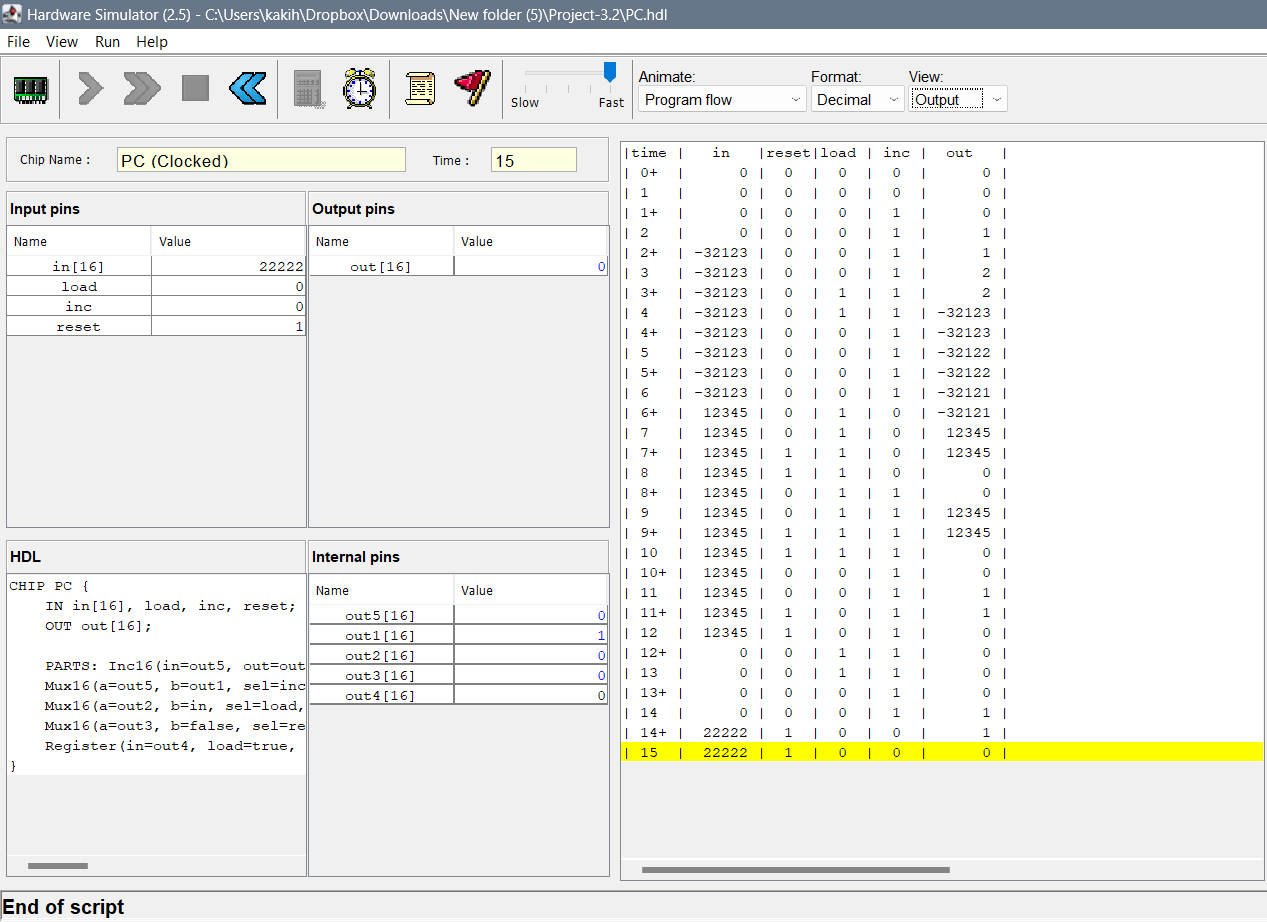 Hardware Simulator (2.5) - C:\Users\kakih\Dropbox\Downloads\New folder (5)\Project-3.2\PC.hdl
File View Run Help
Slow Fast
Animate: Format: View:
Program flow Decimal Output
Chip Name : PC (Clocked) Time : 15
Input pins
Name Value
in[16] 22222
load 0
inc 0
reset 1
Output pins
Name Value
out[16] 0
HDL
CHIP PC {
IN in[16], load, inc, reset;
OUT out[16];
PARTS: Inc16(in=out5, out=out
Mux16(a=out5, b=out1, sel=inc
Mux16(a=out2, b=in, sel=load,
Mux16(a=out3, b=false, sel=re
Register(in=out4, load=true,
}
Internal pins
Name Value
out5[16] 0
out1[16] 1
out2[16] 0
out3[16] 0
out4[16] 0
|time | in |reset|load | inc | out |
| 0+ | 0 | 0 | 0 | 0 | 0 |
| 1 | 0 | 0 | 0 | 0 | 0 |
| 1+ | 0 | 0 | 0 | 1 | 0 |
| 2 | 0 | 0 | 0 | 1 | 1 |
| 2+ | -32123 | 0 | 0 | 1 | 1 |
| 3 | -32123 | 0 | 0 | 1 | 2 |
| 3+ | -32123 | 0 | 1 | 1 | 2 |
| 4 | -32123 | 0 | 1 | 1 | -32123 |
| 4+ | -32123 | 0 | 0 | 1 | -32123 |
| 5 | -32123 | 0 | 0 | 1 | -32122 |
| 5+ | -32123 | 0 | 0 | 1 | -32122 |
| 6 | -32123 | 0 | 0 | 1 | -32121 |
| 6+ | 12345 | 0 | 1 | 0 | -32121 |
| 7 | 12345 | 0 | 1 | 0 | 12345 |
| 7+ | 12345 | 1 | 1 | 0 | 12345 |
| 8 | 12345 | 1 | 1 | 0 | 0 |
| 8+ | 12345 | 0 | 1 | 1 | 0 |
| 9 | 12345 | 0 | 1 | 1 | 12345 |
| 9+ | 12345 | 1 | 1 | 1 | 12345 |
| 10 | 12345 | 1 | 1 | 1 | 0 |
| 10+ | 12345 | 0 | 0 | 1 | 0 |
| 11 | 12345 | 0 | 0 | 1 | 1 |
| 11+ | 12345 | 1 | 0 | 1 | 1 |
| 12 | 12345 | 1 | 0 | 1 | 0 |
| 12+ | 0 | 0 | 1 | 1 | 0 |
| 13 | 0 | 0 | 1 | 1 | 0 |
| 13+ | 0 | 0 | 0 | 1 | 0 |
| 14 | 0 | 0 | 0 | 1 | 1 |
| 14+ | 22222 | 1 | 0 | 0 | 1 |
| 15 | 22222 | 1 | 0 | 0 | 0 |
End of script